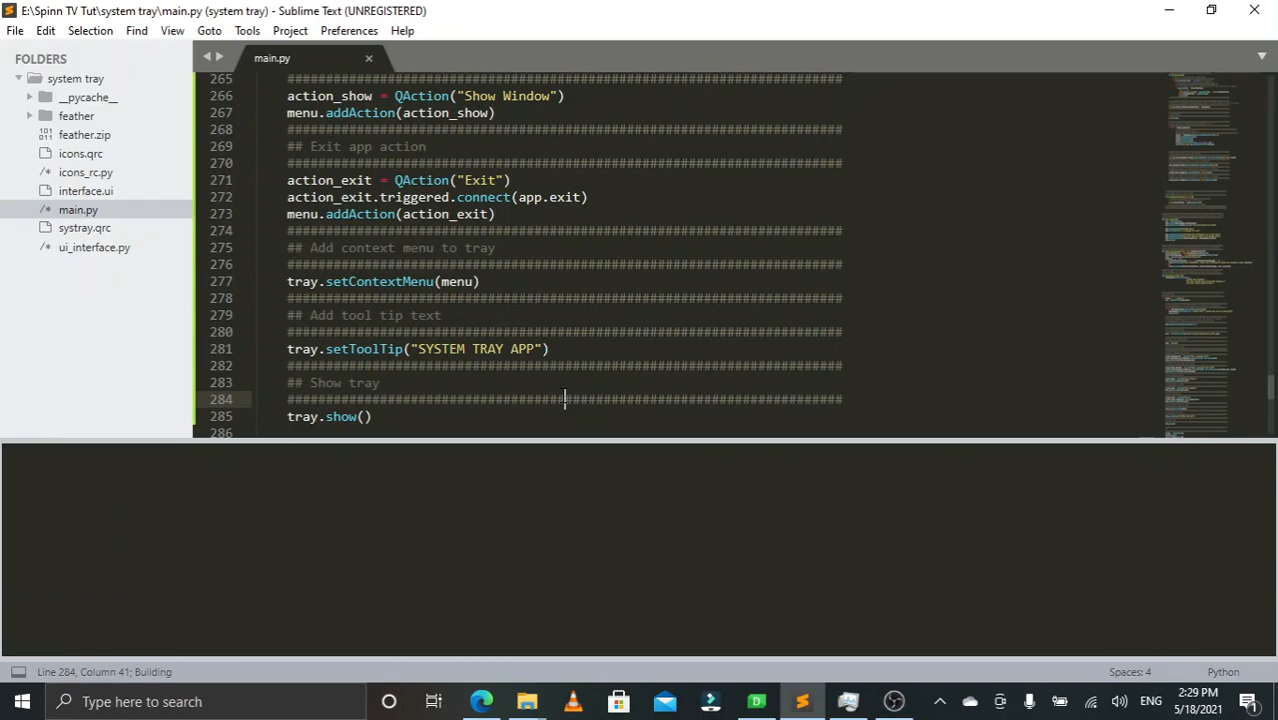 E:\Spinn TV Tut\system tray\main.py (system tray) - Sublime Text (UNREGISTERED)
File Edit Selection Find View Goto Tools Project Preferences Help
FOLDERS
system tray
__pycache__
feather
feather.zip
icons.qrc
icons_rc.py
interface.ui
main.py
systray.qrc
ui_interface.py
main.py
265 ########################################################################
266 action_show = QAction("Show Window")
267 menu.addAction(action_show)
268 ########################################################################
269 ## Exit app action
270 ########################################################################
271 action_exit = QAction("Exit")
272 action_exit.triggered.connect(app.exit)
273 menu.addAction(action_exit)
274 ########################################################################
275 ## Add context menu to tray
276 ########################################################################
277 tray.setContextMenu(menu)
278 ########################################################################
279 ## Add tool tip text
280 ########################################################################
281 tray.setToolTip("SYSTEM TRAY APP")
282 ########################################################################
283 ## Show tray
284 ########################################################################
285 tray.show()
286
Line 284, Column 41; Building
Spaces: 4
Python
Type here to search
ENG
2:29 PM
5/18/2021